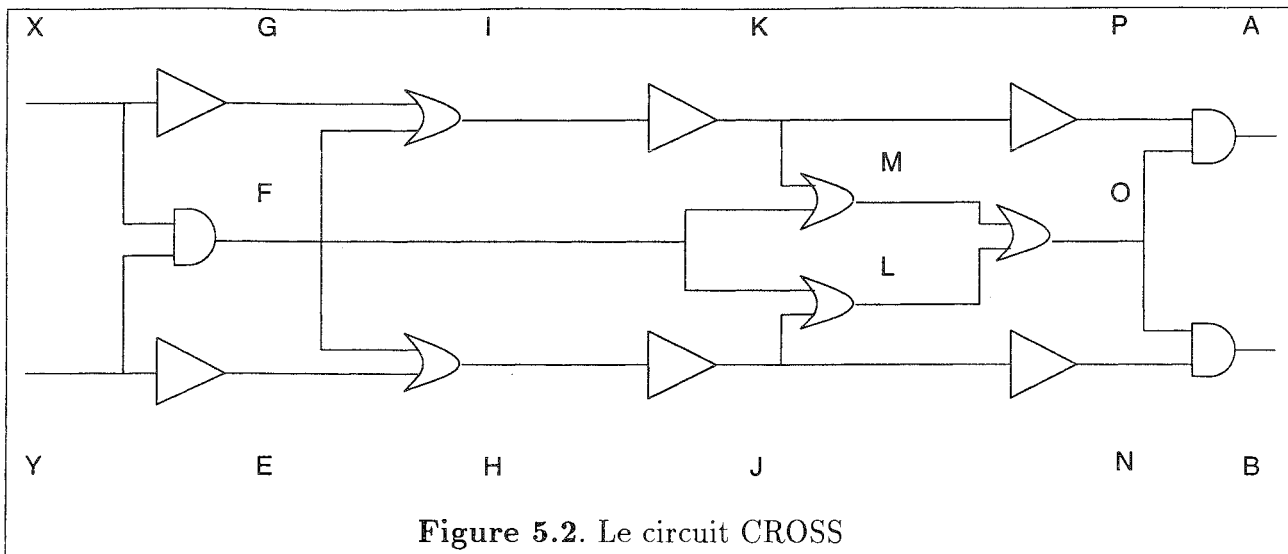 X G I K P A
M
F O
L
Y E H J N B
Figure 5.2. Le circuit CROSS